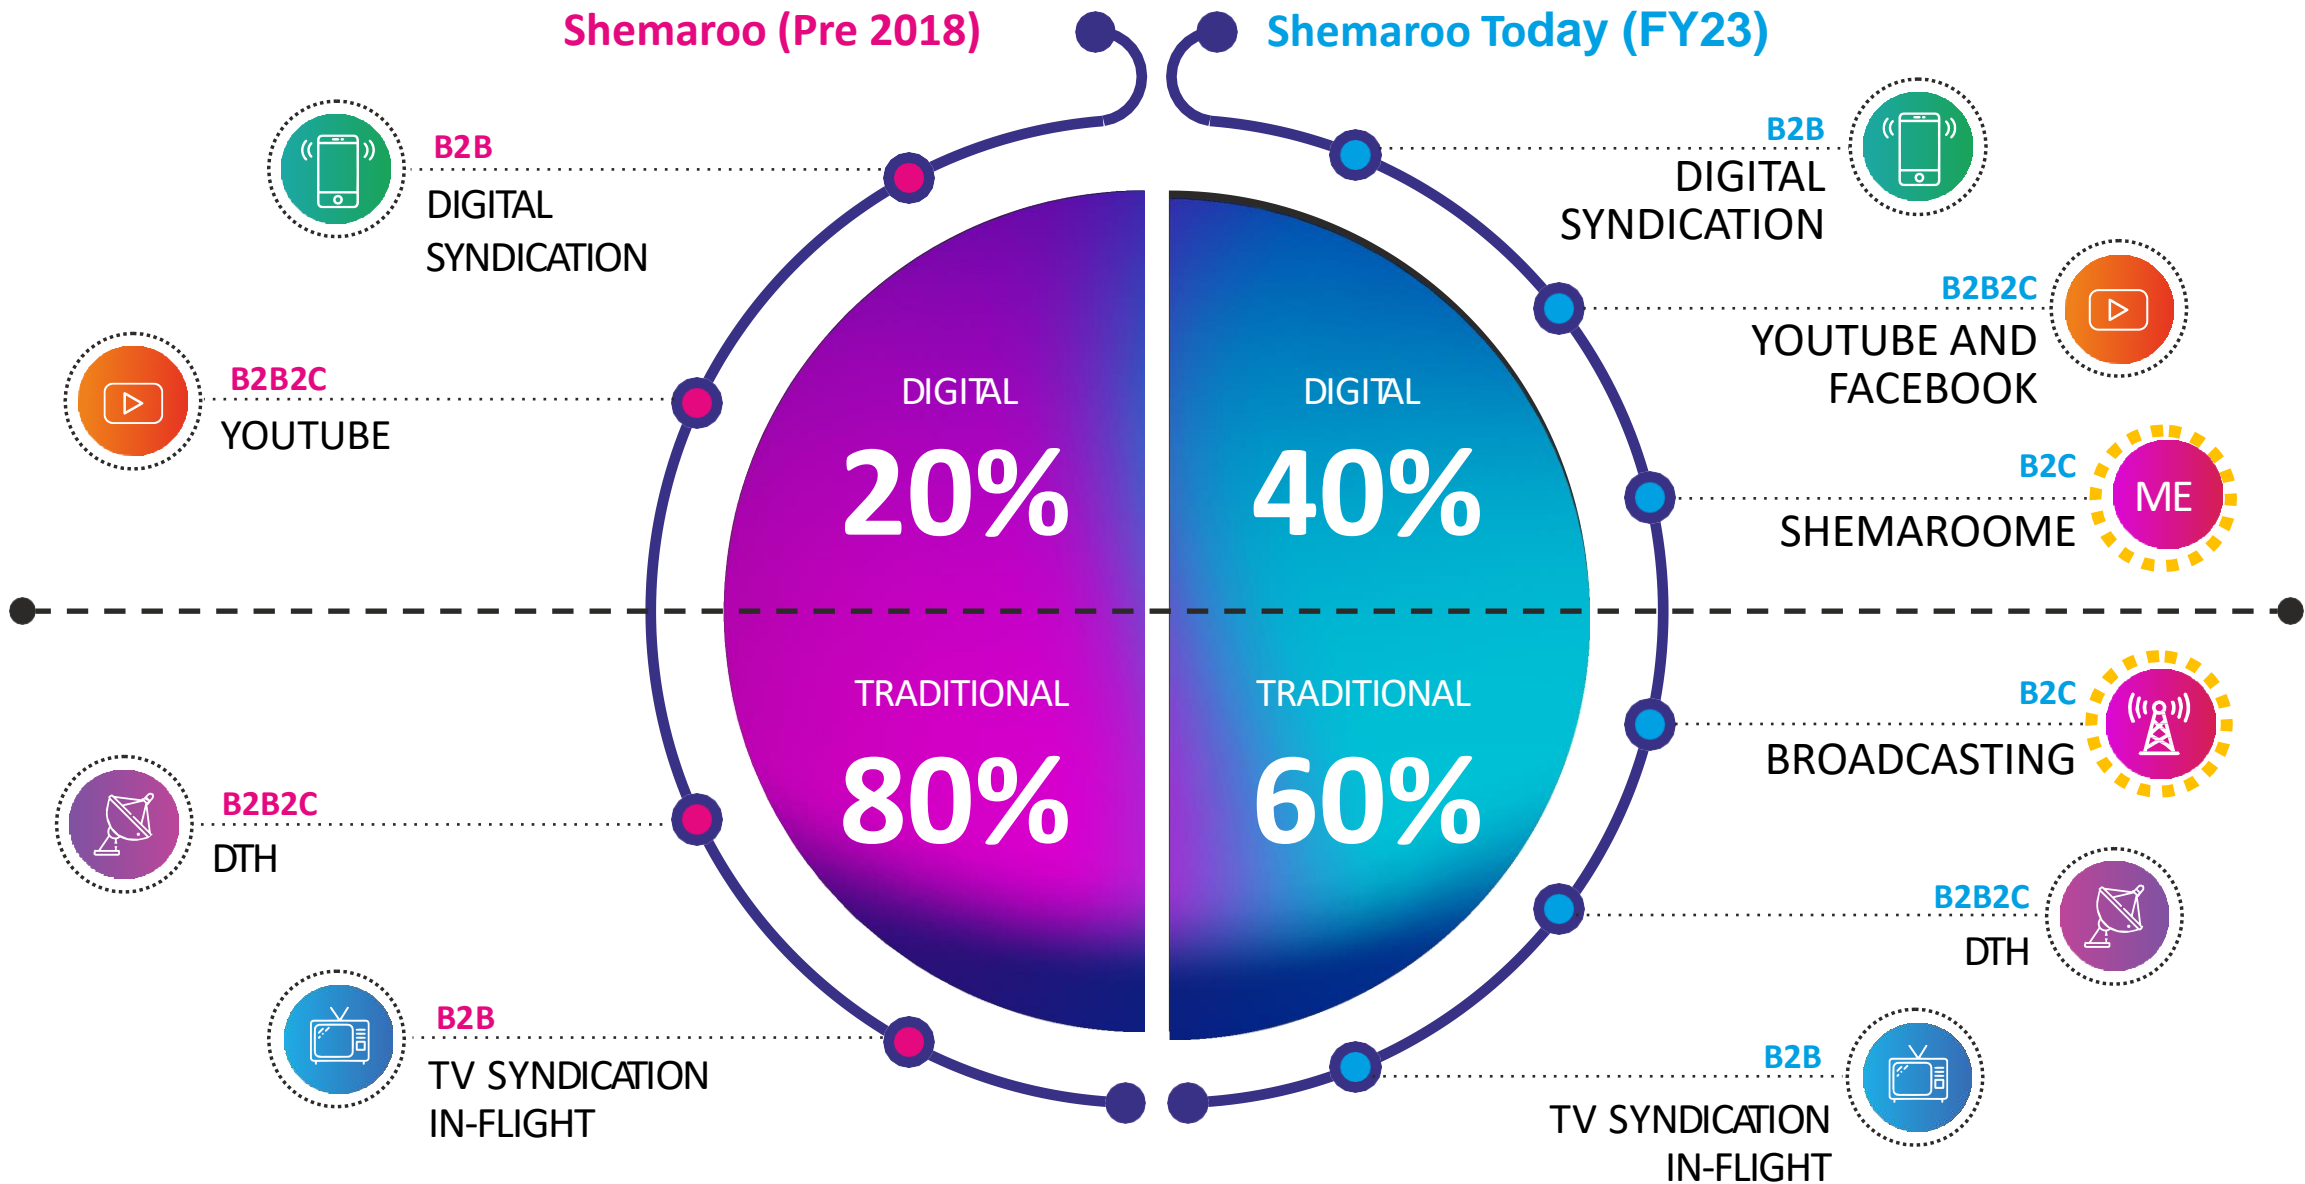 Shemaroo (Pre 2018)
B2B
DIGITAL
SYNDICATION
B2B2C
YOUTUBE
DIGITAL
20%
TRADITIONAL
80%
B2B2C
DTH
B2B
TV SYNDICATION
IN-FLIGHT
Shemaroo Today (FY23)
B2B
DIGITAL
SYNDICATION
B2B2C
YOUTUBE AND
FACEBOOK
B2C
ME
SHEMAROOME
DIGITAL
40%
TRADITIONAL
60%
B2C
BROADCASTING
B2B2C
DTH
B2B
TV SYNDICATION
IN-FLIGHT